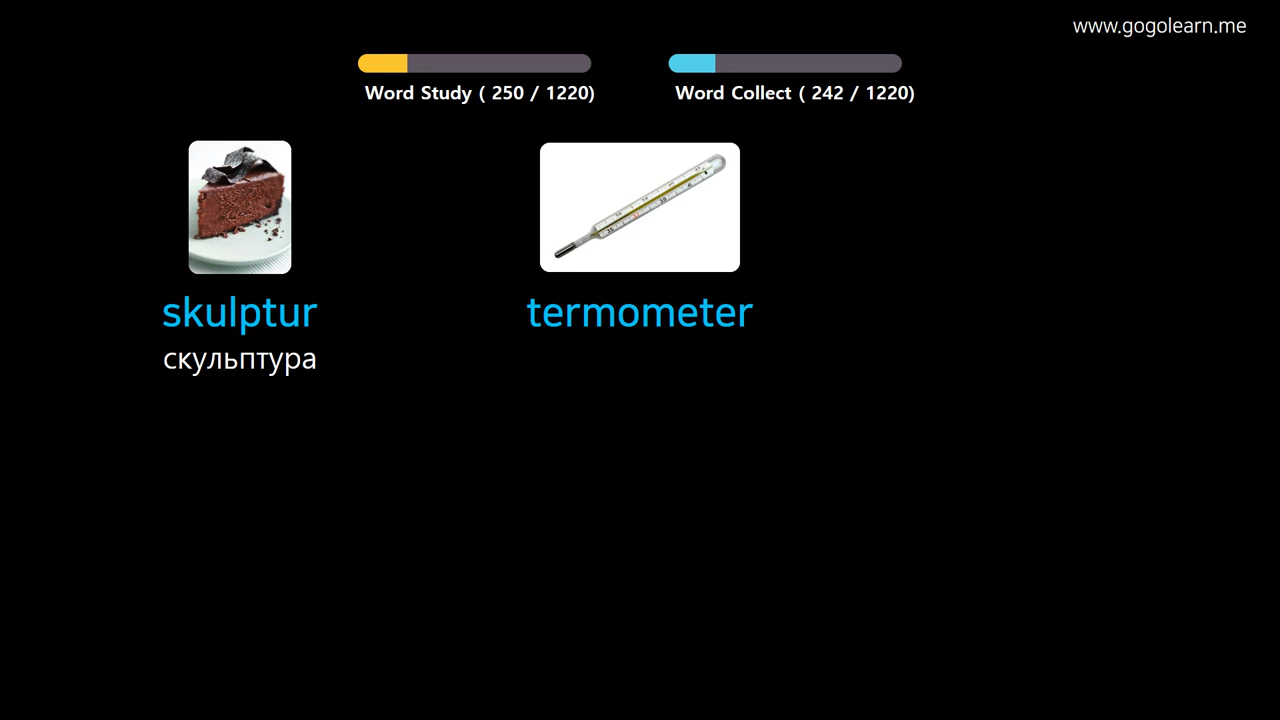 www.gogolearn.me
Word Study ( 250 / 1220)
Word Collect ( 242 / 1220)
skulptur
скульптура
termometer